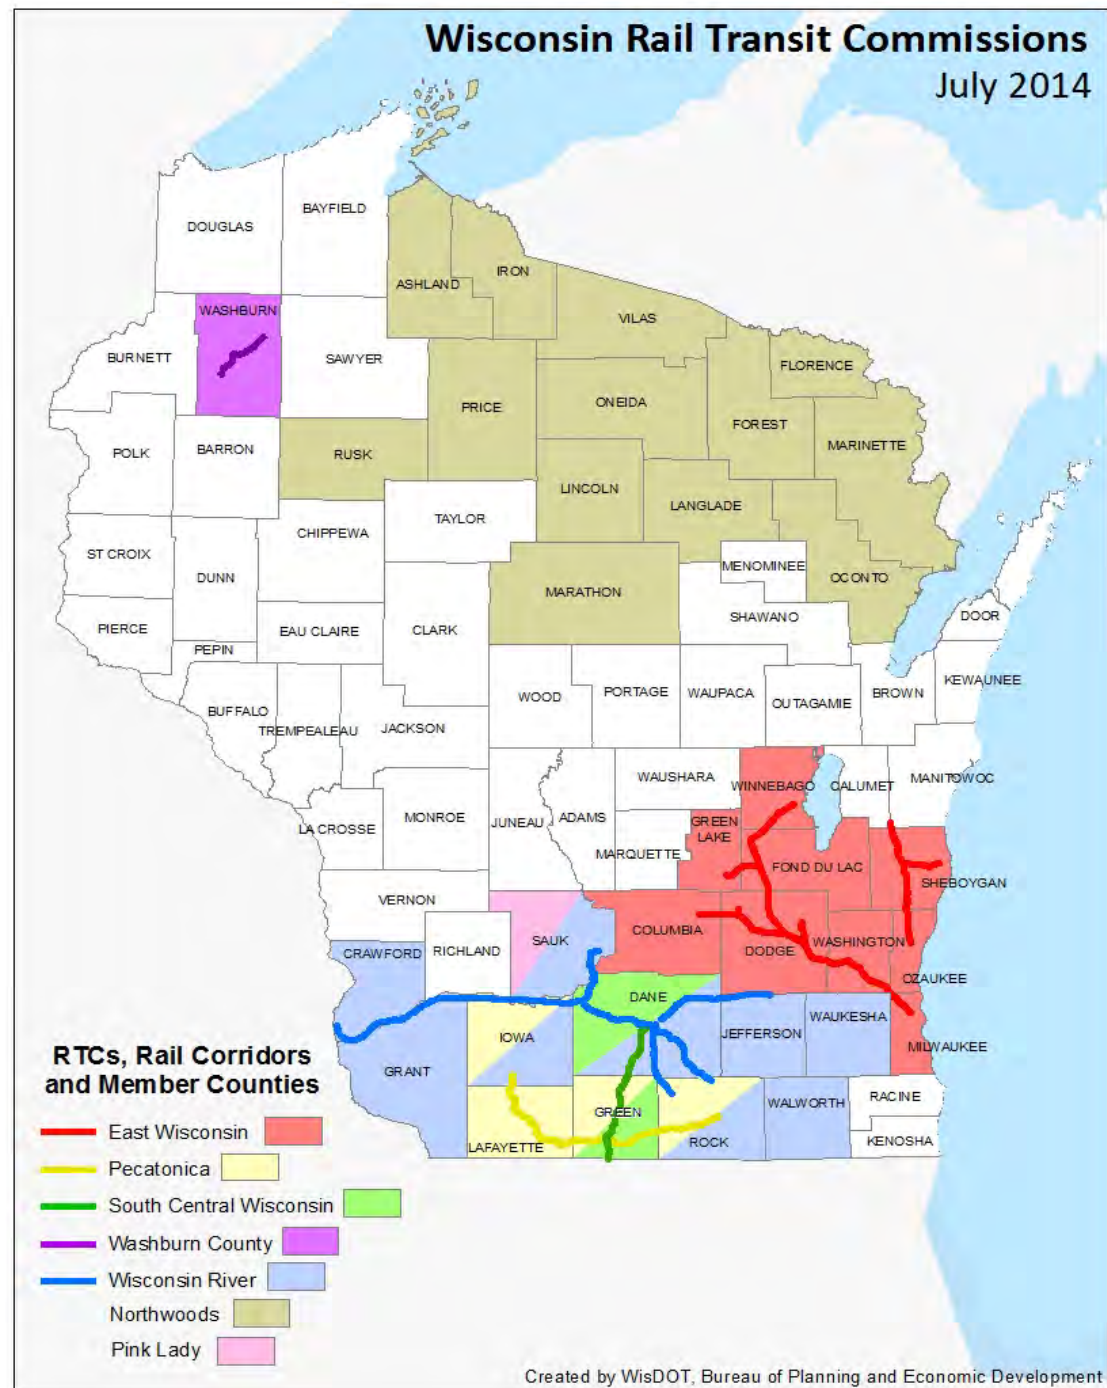 Wisconsin Rail Transit Commissions
July 2014
BAYFIELD
DOUGLAS
IRON
ASHLAND
WASHBURN
VILAS
BURNETT
SAWYER
FLORENCE
PRICE
ONEIDA
FOREST
MARINETTE
POLK
BARRON
RUSK
LINCOLN
LANGLADE
TAYLOR
CHIPPEWA
ST CROIX
MENOMINEE
DUNN
OCONTO
MARATHON
SHAWANO
DOOR
PIERCE
EAU CLAIRE
CLARK
PEPIN
KEWAUNEE
WOOD
PORTAGE
WAUPACA
BROWN
OUTAGAMIE
BUFFALO
TREMPEALEAU
JACKSON
WAUSHARA
WINNEBAGO
CALUMET
MANITOWOC
LA CROSSE
MONROE
JUNEAU
ADAMS
GREEN
LAKE
MARQUETTE
FOND DU LAC
SHEBOYGAN
VERNON
COLUMBIA
SAUK
WASHINGTON
DODGE
CRAWFORD
RICHLAND
OZAUKEE
DANE
WAUKESHA
IOWA
JEFFERSON
MILWAUKEE
GRANT
RACINE
WALWORTH
GREEN
KENOSHA
ROCK
LAFAYETTE
RTCs, Rail Corridors
and Member Counties
East Wisconsin
Pecatonica
South Central Wisconsin
Washburn County
Wisconsin River
Northwoods
Pink Lady
Created by WisDOT, Bureau of Planning and Economic Development